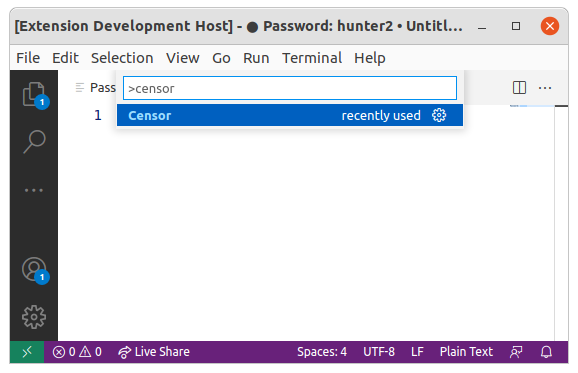 [Extension Development Host] - ● Password: hunter2 • Untitl...
File Edit Selection View Go Run Terminal Help
1
Pass
>censor
1
Censor recently used
1
0 0 Live Share Spaces: 4 UTF-8 LF Plain Text